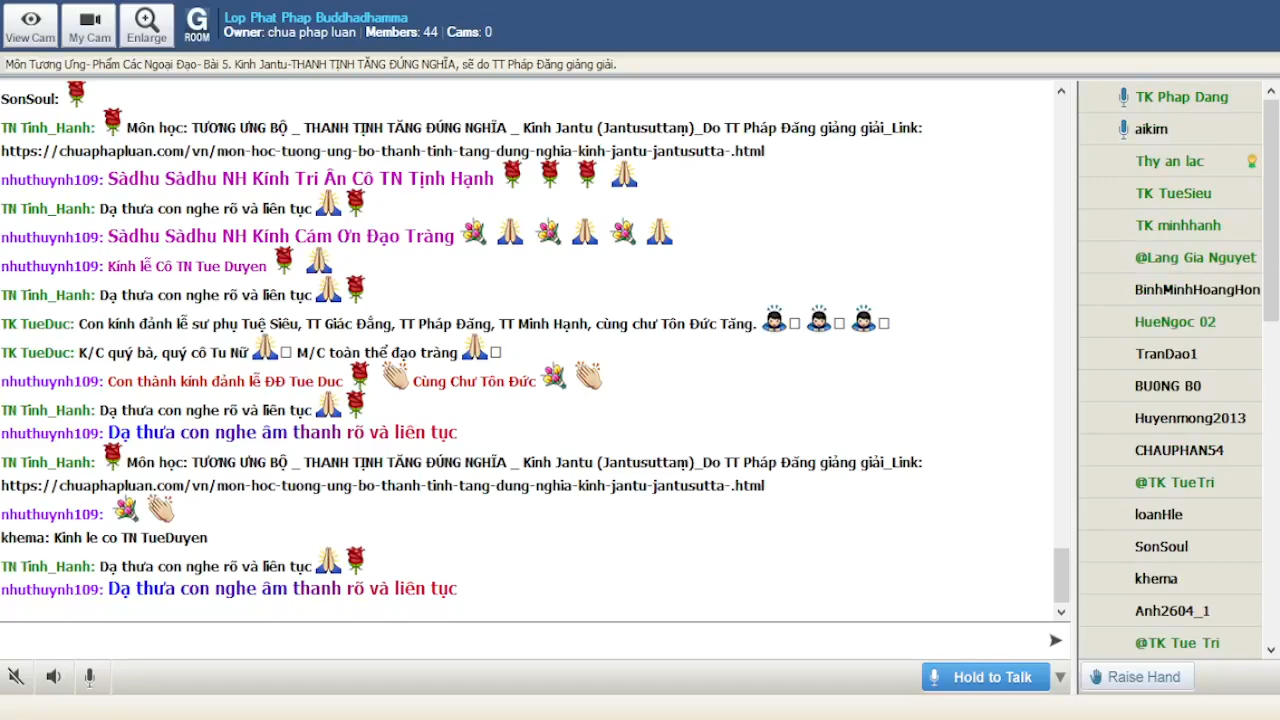 View Cam
My Cam
Enlarge
G
ROOM
Lop Phat Phap Buddhadhamma
Owner: chua phap luan | Members: 44 | Cams: 0
Môn Tương Ưng- Phẩm Các Ngoại Đạo- Bài 5. Kinh Jantu-THANH TỊNH TĂNG ĐÚNG NGHĨA, sẽ do TT Pháp Đăng giảng giải.
SonSoul:
TN Tinh_Hanh: Môn học: TƯƠNG ƯNG BỘ _ THANH TỊNH TĂNG ĐÚNG NGHĨA _ Kinh Jantu (Jantusuttaṃ)_Do TT Pháp Đăng giảng giải_Link:
https://chuaphapluan.com/vn/mon-hoc-tuong-ung-bo-thanh-tinh-tang-dung-nghia-kinh-jantu-jantusutta-.html
nhuthuynh109: Sàdhu Sàdhu NH Kính Tri Ân Cô TN Tịnh Hạnh
TN Tinh_Hanh: Dạ thưa con nghe rõ và liên tục
nhuthuynh109: Sàdhu Sàdhu NH Kính Cám Ơn Đạo Tràng
nhuthuynh109: Kính lễ Cô TN Tue Duyen
TN Tinh_Hanh: Dạ thưa con nghe rõ và liên tục
TK TueDuc: Con kính đảnh lễ sư phụ Tuệ Siêu, TT Giác Đẳng, TT Pháp Đăng, TT Minh Hạnh, cùng chư Tôn Đức Tăng.
TK TueDuc: K/C quý bà, quý cô Tu Nữ M/C toàn thể đạo tràng
nhuthuynh109: Con thành kính đảnh lễ ĐĐ Tue Duc Cùng Chư Tôn Đức
TN Tinh_Hanh: Dạ thưa con nghe rõ và liên tục
nhuthuynh109: Dạ thưa con nghe âm thanh rõ và liên tục
TN Tinh_Hanh: Môn học: TƯƠNG ƯNG BỘ _ THANH TỊNH TĂNG ĐÚNG NGHĨA _ Kinh Jantu (Jantusuttaṃ)_Do TT Pháp Đăng giảng giải_Link:
https://chuaphapluan.com/vn/mon-hoc-tuong-ung-bo-thanh-tinh-tang-dung-nghia-kinh-jantu-jantusutta-.html
nhuthuynh109:
khema: Kinh le co TN TueDuyen
TN Tinh_Hanh: Dạ thưa con nghe rõ và liên tục
nhuthuynh109: Dạ thưa con nghe âm thanh rõ và liên tục
Hold to Talk
TK Phap Dang
aikim
Thy an lac
TK TueSieu
TK minhhanh
@Lang Gia Nguyet
BinhMinhHoangHon
HueNgoc 02
TranDao1
BU0NG B0
Huyenmong2013
CHAUPHAN54
@TK TueTri
loanHle
SonSoul
khema
Anh2604_1
@TK Tue Tri
Raise Hand